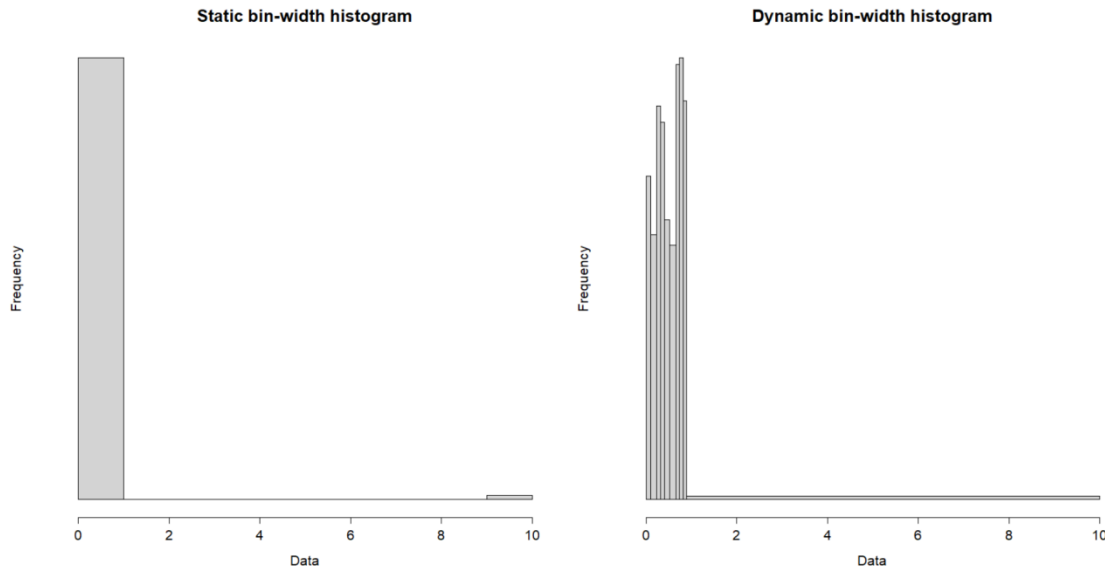 Static bin-width histogram
Frequency
0 2 4 6 8 10
Data
Dynamic bin-width histogram
Frequency
0 2 4 6 8 10
Data